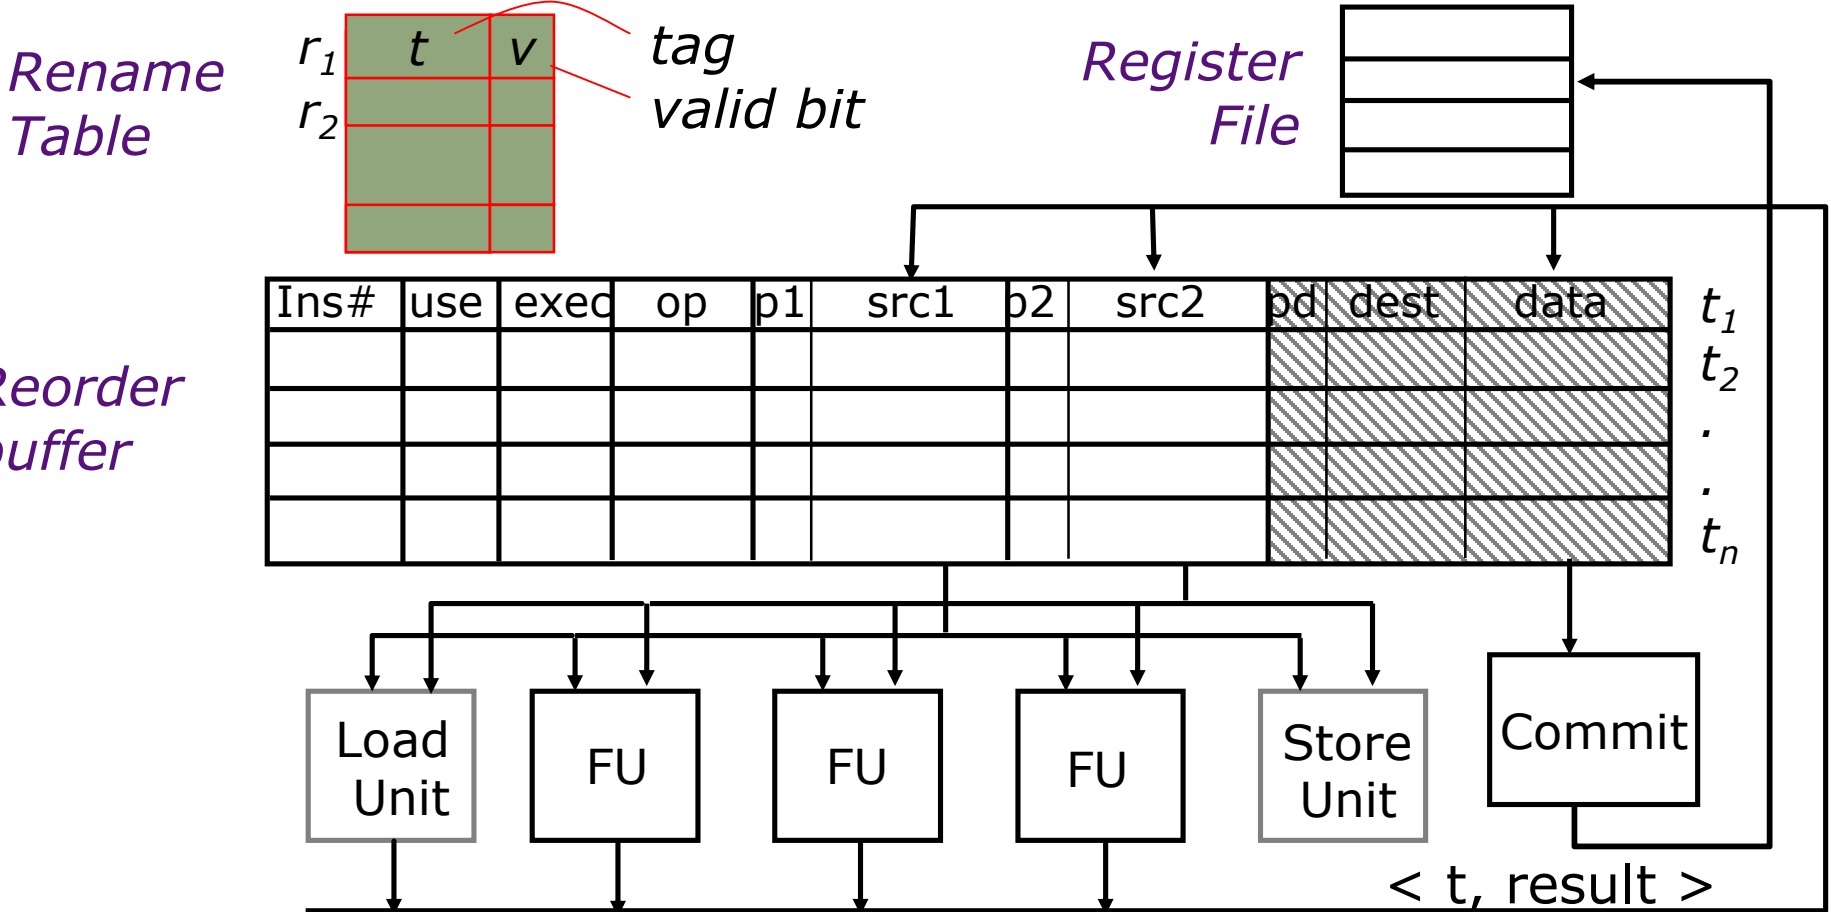 Rename
Table
r1 t v
r2
tag
valid bit
Register
File
Ins# use exec op p1 src1 p2 src2 pd dest data
t1
t2
.
.
tn
Reorder
buffer
Load
Unit
FU
FU
FU
Store
Unit
Commit
< t, result >